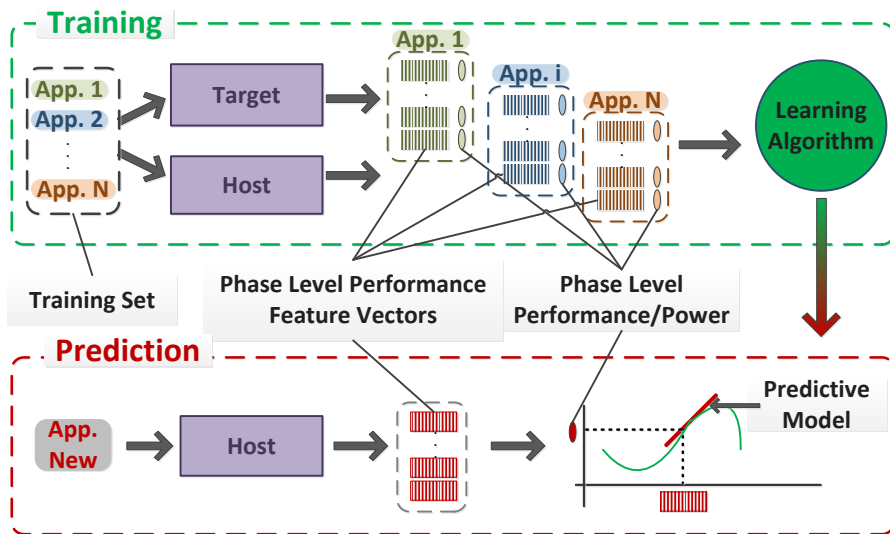 Training
App. 1
App. 2
App. N
Target
Host
App. 1
App. i
App. N
Learning
Algorithm
Training Set
Phase Level Performance
Feature Vectors
Phase Level
Performance/Power
Prediction
App.
New
Host
Predictive
Model